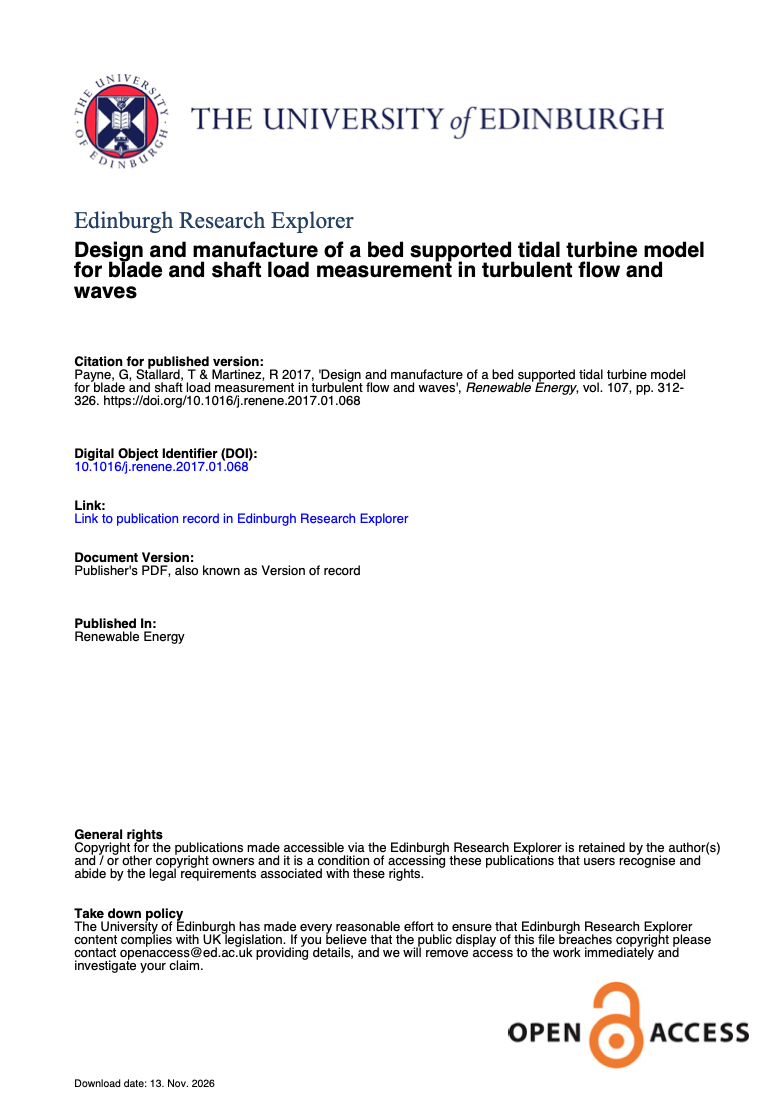 THE UNIVERSITY OF EDINBURGH
THE UNIVERSITY of EDINBURGH
Edinburgh Research Explorer
Design and manufacture of a bed supported tidal turbine model
for blade and shaft load measurement in turbulent flow and
waves
Citation for published version:
Payne, G, Stallard, T & Martinez, R 2017, 'Design and manufacture of a bed supported tidal turbine model
for blade and shaft load measurement in turbulent flow and waves', Renewable Energy, vol. 107, pp. 312-
326. https://doi.org/10.1016/j.renene.2017.01.068
Digital Object Identifier (DOI):
10.1016/j.renene.2017.01.068
Link:
Link to publication record in Edinburgh Research Explorer
Document Version:
Publisher's PDF, also known as Version of record
Published In:
Renewable Energy
General rights
Copyright for the publications made accessible via the Edinburgh Research Explorer is retained by the author(s)
and / or other copyright owners and it is a condition of accessing these publications that users recognise and
abide by the legal requirements associated with these rights.
Take down policy
The University of Edinburgh has made every reasonable effort to ensure that Edinburgh Research Explorer
content complies with UK legislation. If you believe that the public display of this file breaches copyright please
contact openaccess@ed.ac.uk providing details, and we will remove access to the work immediately and
investigate your claim.
OPEN ACCESS
Download date: 13. Nov. 2026